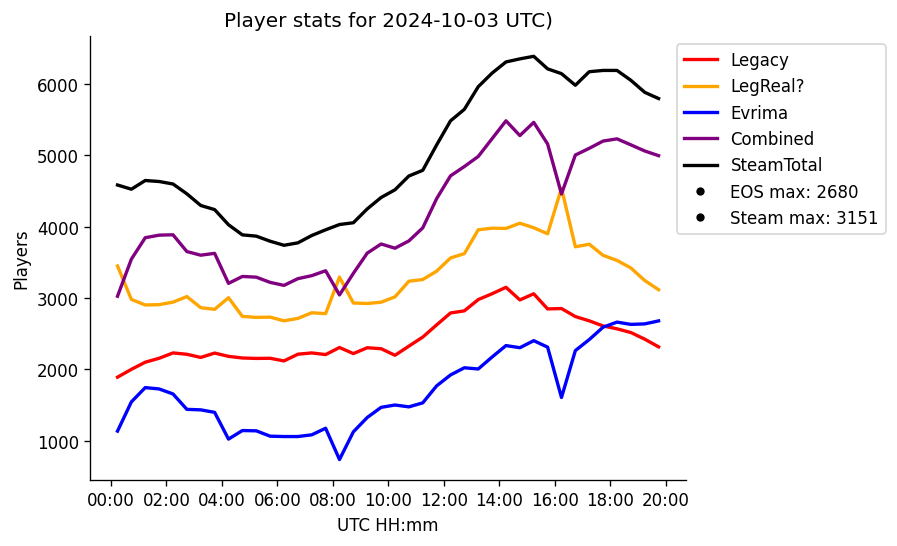 Player stats for 2024-10-03 UTC)
Players
6000
5000
4000
3000
2000
1000
00:00 02:00 04:00 06:00 08:00 10:00 12:00 14:00 16:00 18:00 20:00
UTC HH:mm
Legacy
LegReal?
Evrima
Combined
SteamTotal
EOS max: 2680
Steam max: 3151